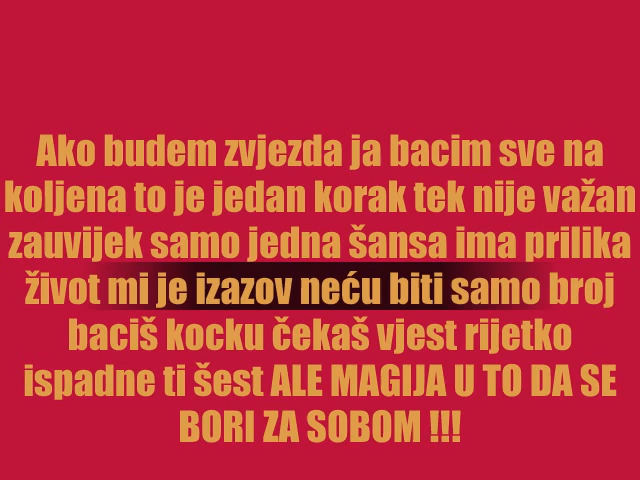 Ako budem zvjezda ja bacim sve na
koljena to je jedan korak tek nije važan
zauvijek samo jedna šansa ima prilika
život mi je izazov neću biti samo broj
baciš kocku čekaš vjest rijetko
ispadne ti šest ALE MAGIJA U TO DA SE
BORI ZA SOBOM !!!